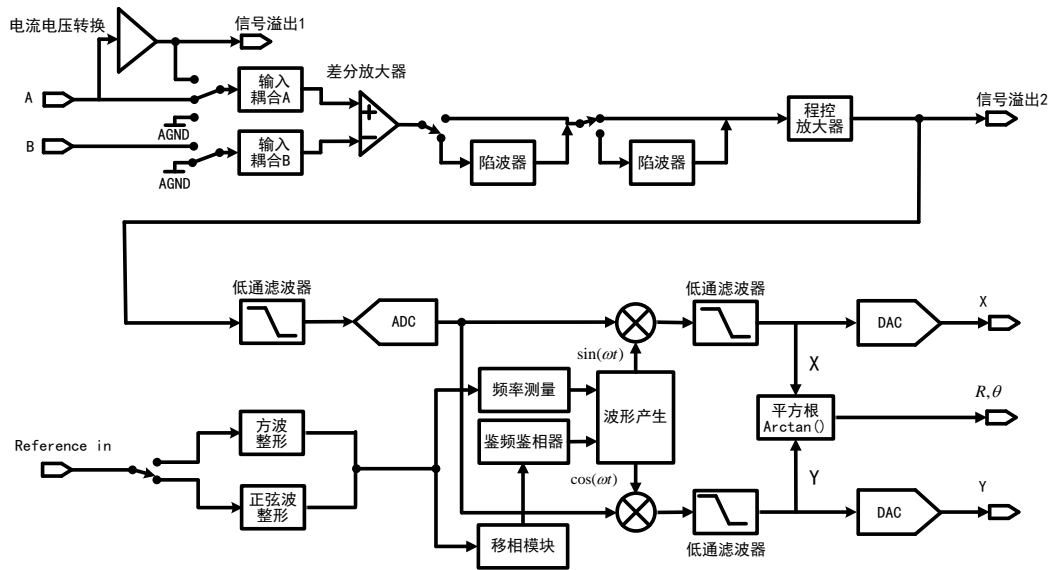 电流电压转换
信号溢出1
A
输入
耦合A
差分放大器
AGND
B
输入
耦合B
AGND
+
−
陷波器
陷波器
程控
放大器
信号溢出2
低通滤波器
ADC
低通滤波器
DAC
X
sin(ωt)
X
频率测量
波形产生
平方根
Arctan()
R,θ
方波
整形
鉴频鉴相器
Reference in
正弦波
整形
cos(ωt)
Y
移相模块
低通滤波器
DAC
Y